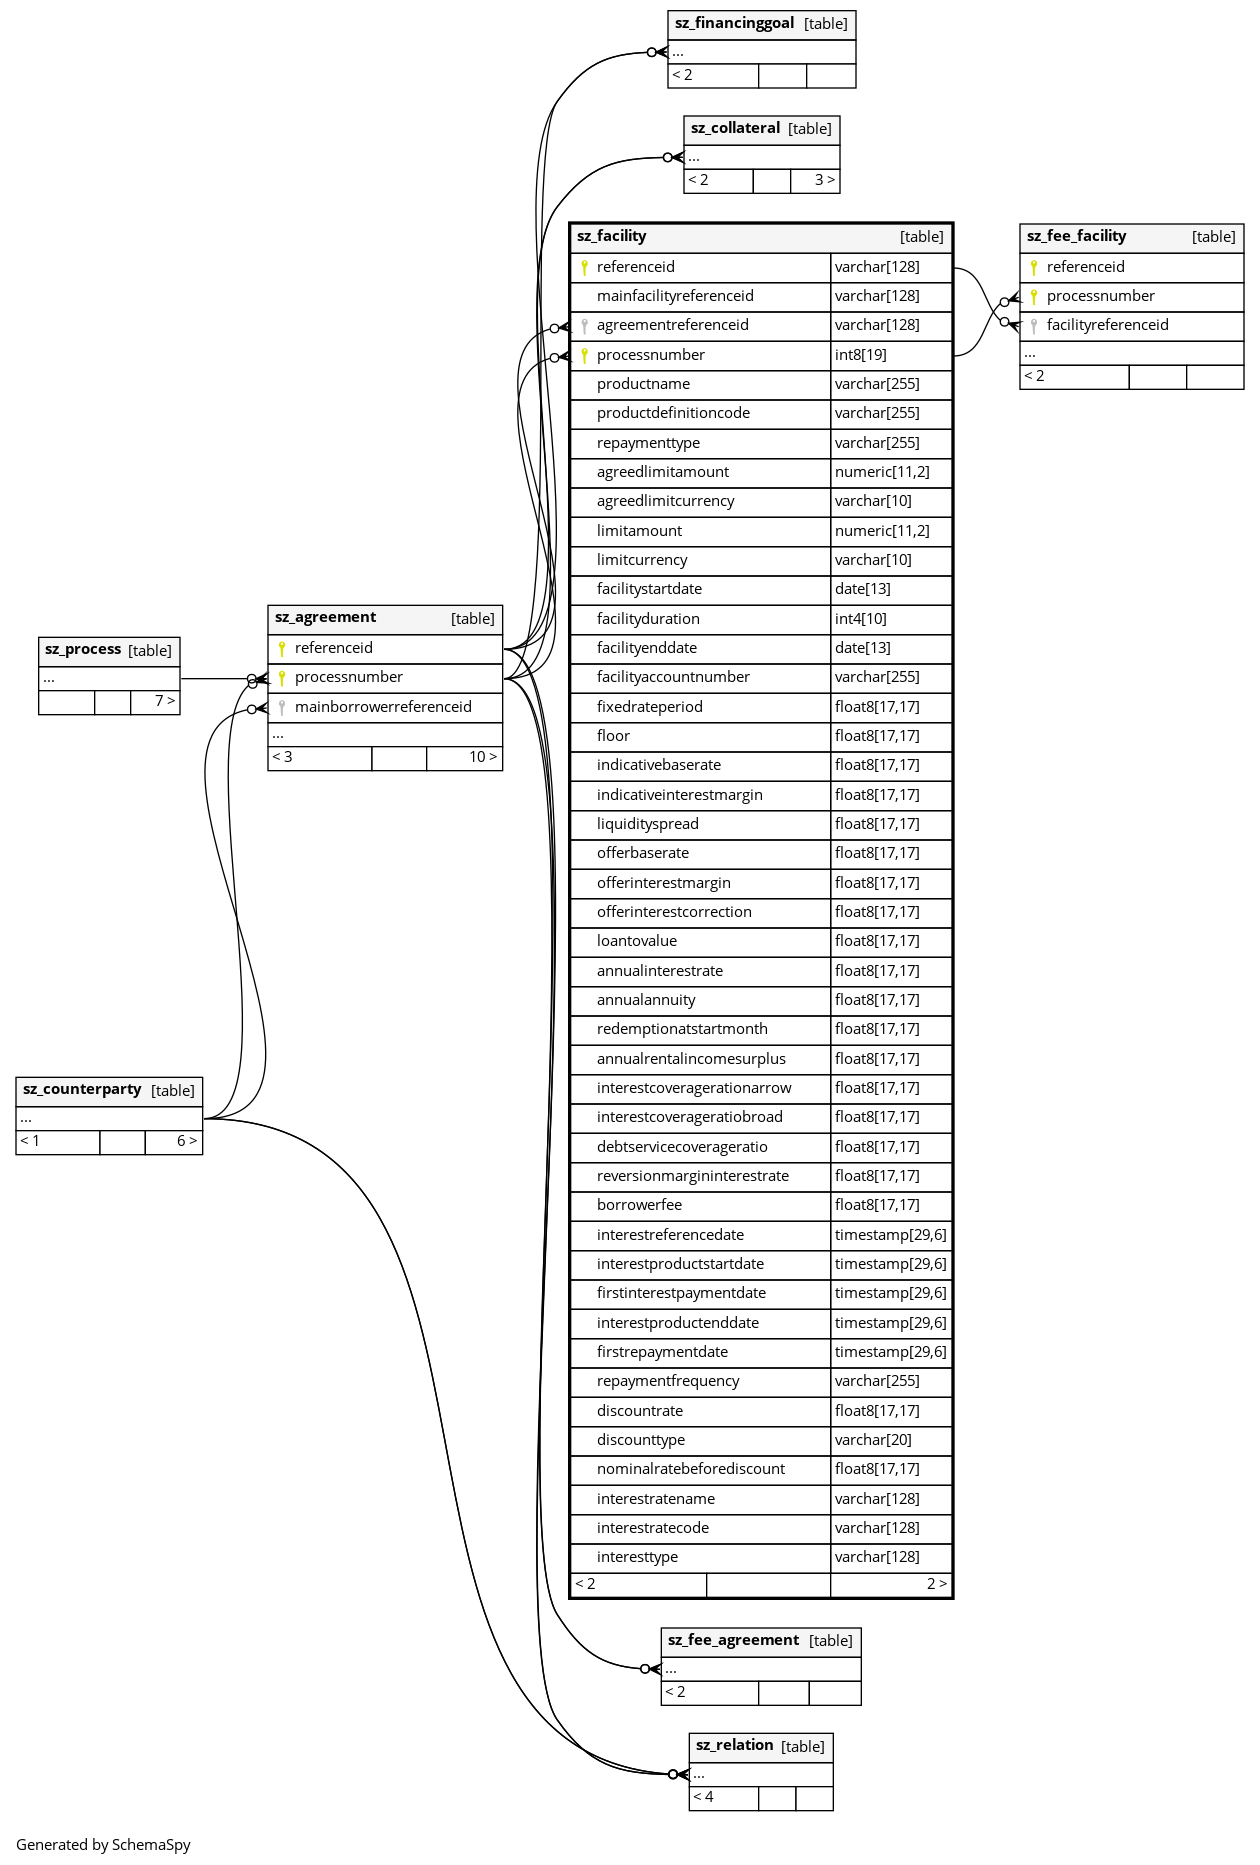 sz_financinggoal [table]
...
< 2
sz_collateral [table]
...
< 2 3 >
sz_facility [table]
referenceid varchar[128]
mainfacilityreferenceid varchar[128]
agreementreferenceid varchar[128]
processnumber int8[19]
productname varchar[255]
productdefinitioncode varchar[255]
repaymenttype varchar[255]
agreedlimitamount numeric[11,2]
agreedlimitcurrency varchar[10]
limitamount numeric[11,2]
limitcurrency varchar[10]
facilitystartdate date[13]
facilityduration int4[10]
facilityenddate date[13]
facilityaccountnumber varchar[255]
fixedrateperiod float8[17,17]
floor float8[17,17]
indicativebaserate float8[17,17]
indicativeinterestmargin float8[17,17]
liquidityspread float8[17,17]
offerbaserate float8[17,17]
offerinterestmargin float8[17,17]
offerinterestcorrection float8[17,17]
loantovalue float8[17,17]
annualinterestrate float8[17,17]
annualannuity float8[17,17]
redemptionatstartmonth float8[17,17]
annualrentalincomesurplus float8[17,17]
interestcoveragerationarrow float8[17,17]
interestcoverageratiobroad float8[17,17]
debtservicecoverageratio float8[17,17]
reversionmargininterestrate float8[17,17]
borrowerfee float8[17,17]
interestreferencedate timestamp[29,6]
interestproductstartdate timestamp[29,6]
firstinterestpaymentdate timestamp[29,6]
interestproductenddate timestamp[29,6]
firstrepaymentdate timestamp[29,6]
repaymentfrequency varchar[255]
discountrate float8[17,17]
discounttype varchar[20]
nominalratebeforediscount float8[17,17]
interestratename varchar[128]
interestratecode varchar[128]
interesttype varchar[128]
< 2 2 >
sz_fee_facility [table]
referenceid
processnumber
facilityreferenceid
...
< 2
sz_agreement [table]
referenceid
processnumber
mainborrowerreferenceid
...
< 3 10 >
sz_process [table]
...
7 >
sz_counterparty [table]
...
< 1 6 >
sz_fee_agreement [table]
...
< 2
sz_relation [table]
...
< 4
Generated by SchemaSpy